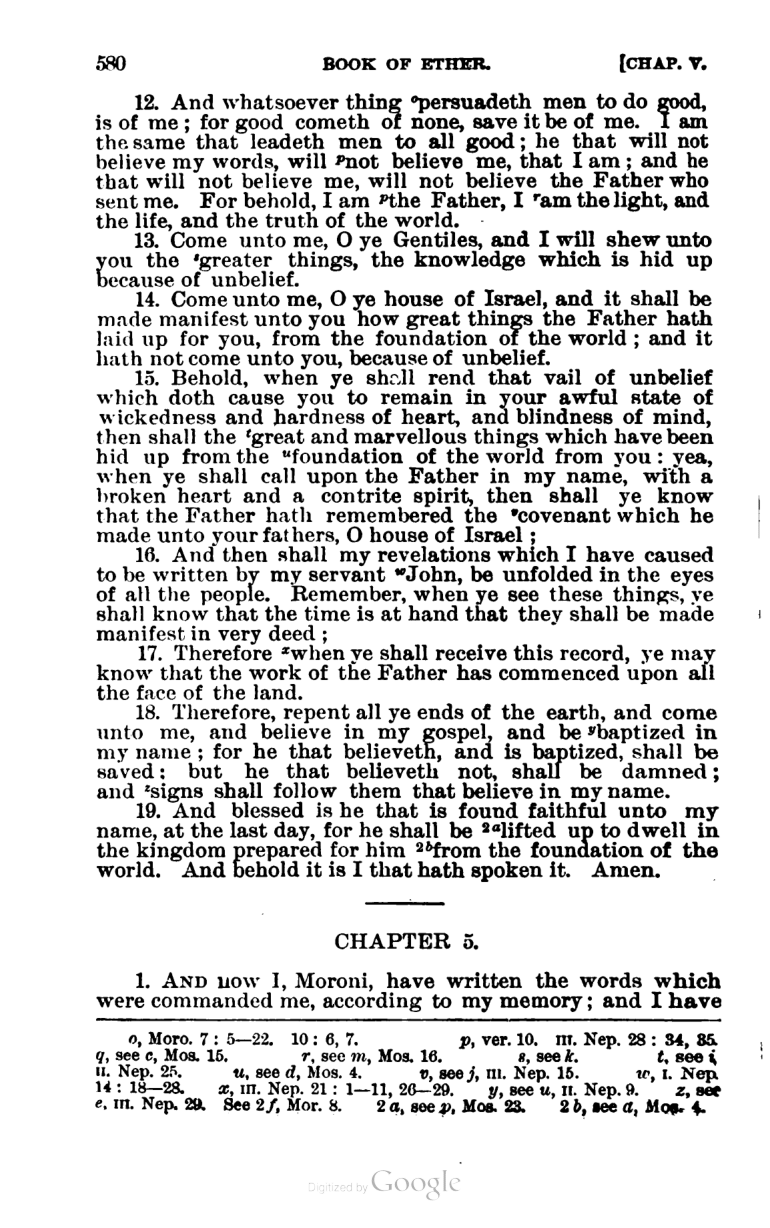 580 BOOK OF ETHER. [CHAP. V.
12. And whatsoever thing ᵒpersuadeth men to do good,
is of me ; for good cometh of none, save it be of me. I am
the same that leadeth men to all good ; he that will not
believe my words, will ᵖnot believe me, that I am ; and he
that will not believe me, will not believe the Father who
sent me. For behold, I am ᵖthe Father, I ʳam the light, and
the life, and the truth of the world.
13. Come unto me, O ye Gentiles, and I will shew unto
you the ˢgreater things, the knowledge which is hid up
because of unbelief.
14. Come unto me, O ye house of Israel, and it shall be
made manifest unto you how great things the Father hath
laid up for you, from the foundation of the world ; and it
hath not come unto you, because of unbelief.
15. Behold, when ye shall rend that vail of unbelief
which doth cause you to remain in your awful state of
wickedness and hardness of heart, and blindness of mind,
then shall the ᵗgreat and marvellous things which have been
hid up from the ᵘfoundation of the world from you : yea,
when ye shall call upon the Father in my name, with a
broken heart and a contrite spirit, then shall ye know
that the Father hath remembered the ᵛcovenant which he
made unto your fathers, O house of Israel ;
16. And then shall my revelations which I have caused
to be written by my servant ʷJohn, be unfolded in the eyes
of all the people. Remember, when ye see these things, ye
shall know that the time is at hand that they shall be made
manifest in very deed ;
17. Therefore ˣwhen ye shall receive this record, ye may
know that the work of the Father has commenced upon all
the face of the land.
18. Therefore, repent all ye ends of the earth, and come
unto me, and believe in my gospel, and be ʸbaptized in
my name ; for he that believeth, and is baptized, shall be
saved : but he that believeth not, shall be damned ;
and ᶻsigns shall follow them that believe in my name.
19. And blessed is he that is found faithful unto my
name, at the last day, for he shall be ²ᵃlifted up to dwell in
the kingdom prepared for him ²ᵇfrom the foundation of the
world. And behold it is I that hath spoken it. Amen.
CHAPTER 5.
1. AND now I, Moroni, have written the words which
were commanded me, according to my memory ; and I have
o, Moro. 7 : 5—22. 10 : 6, 7. p, ver. 10. III. Nep. 28 : 34, 35.
q, see c, Mos. 15. r, see m, Mos. 16. s, see k. t, see i,
II. Nep. 25. u, see d, Mos. 4. v, see j, III. Nep. 15. w, I. Nep.
14 : 18—28. x, III. Nep. 21 : 1—11, 26—29. y, see u, II. Nep. 9. z, see
e, III. Nep. 29. See 2f, Mor. 8. 2 a, see p, Mos. 23. 2 b, see d, Mos. 4.
Digitized by Google